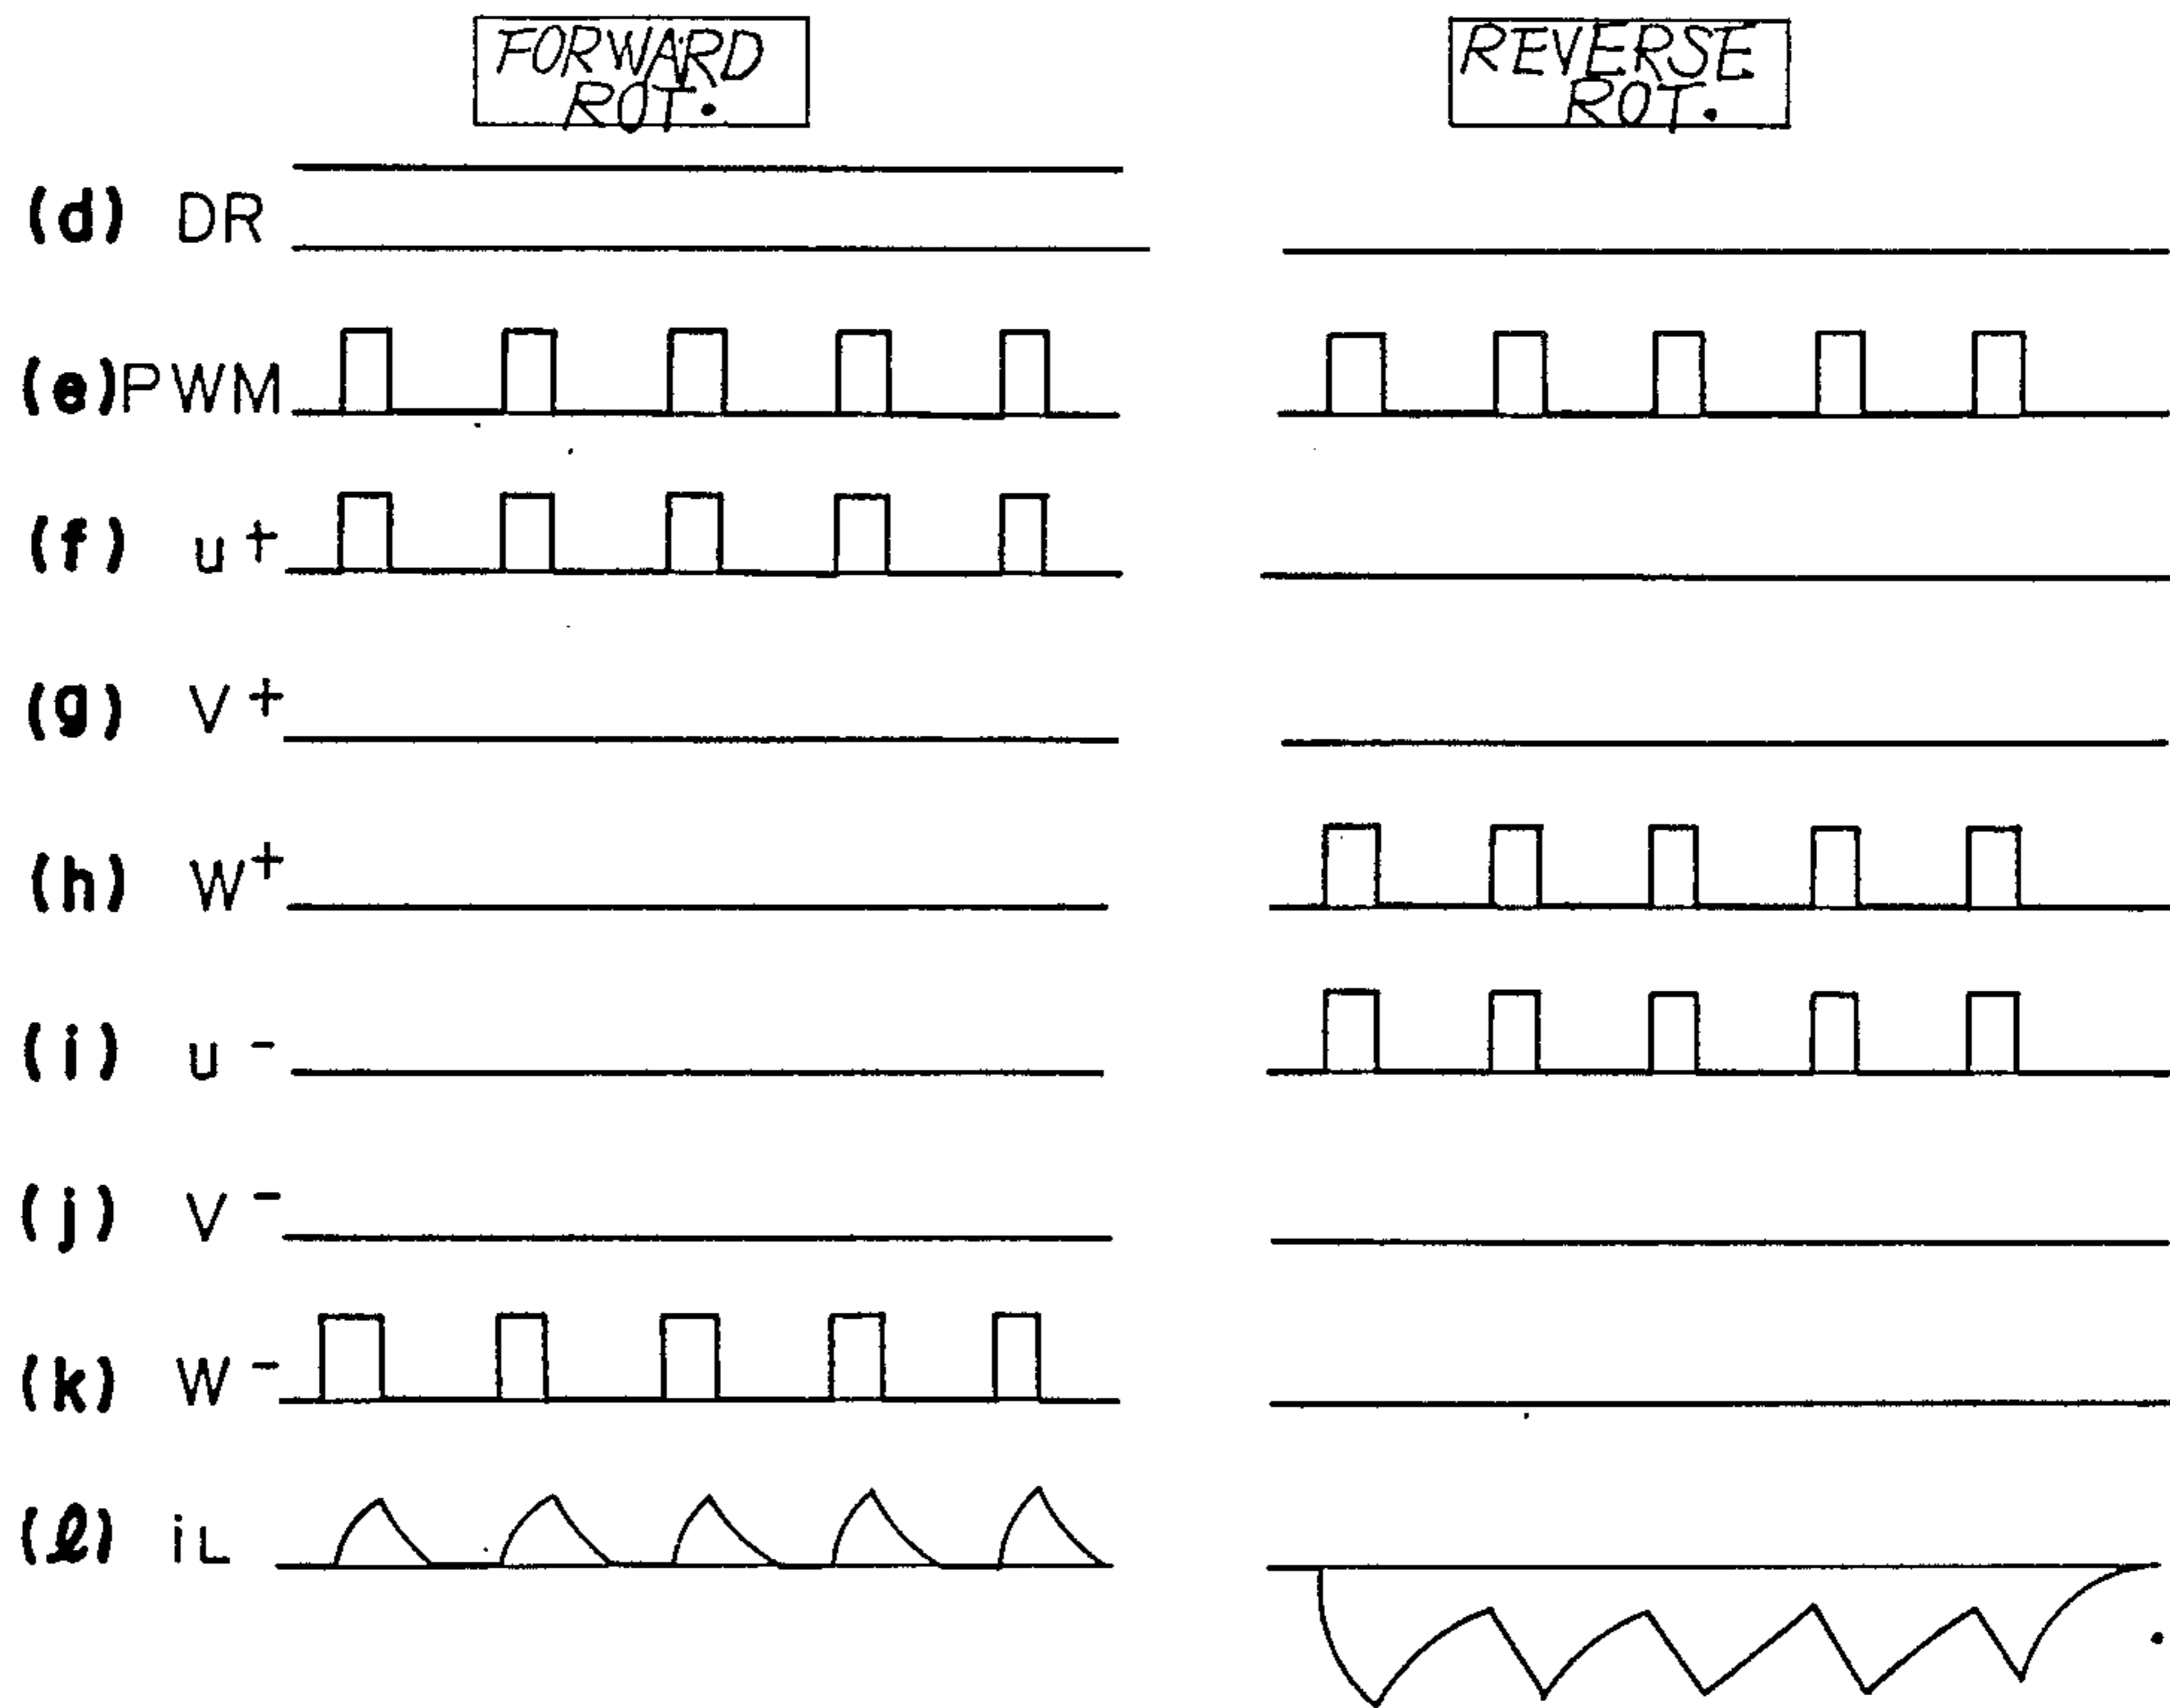 FORWARD
ROT.
REVERSE
ROT.
(d) DR
(e) PWM
(f) u+
(g) V+
(h) W+
(i) u-
(j) V-
(k) W-
(ℓ) iL